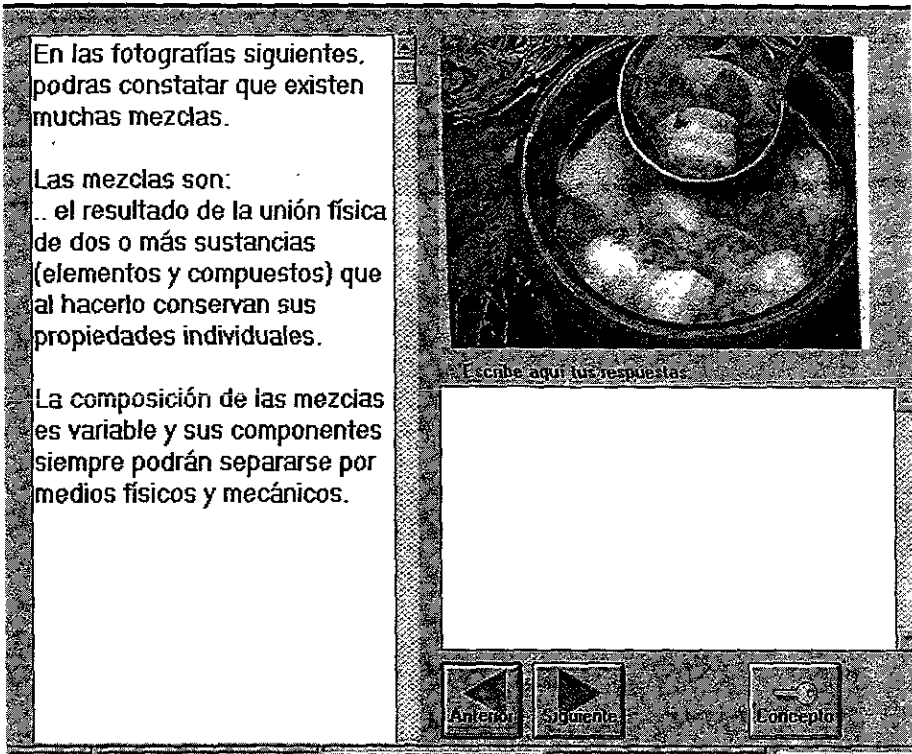 En las fotografías siguientes,
podras constatar que existen
muchas mezclas.
Las mezclas son:
.. el resultado de la unión física
de dos o más sustancias
(elementos y compuestos) que
al hacerlo conservan sus
propiedades individuales.
La composición de las mezclas
es variable y sus componentes
siempre podrán separarse por
medios físicos y mecánicos.
Escribe aquí tus respuestas
Anterior
Siguiente
Concepto